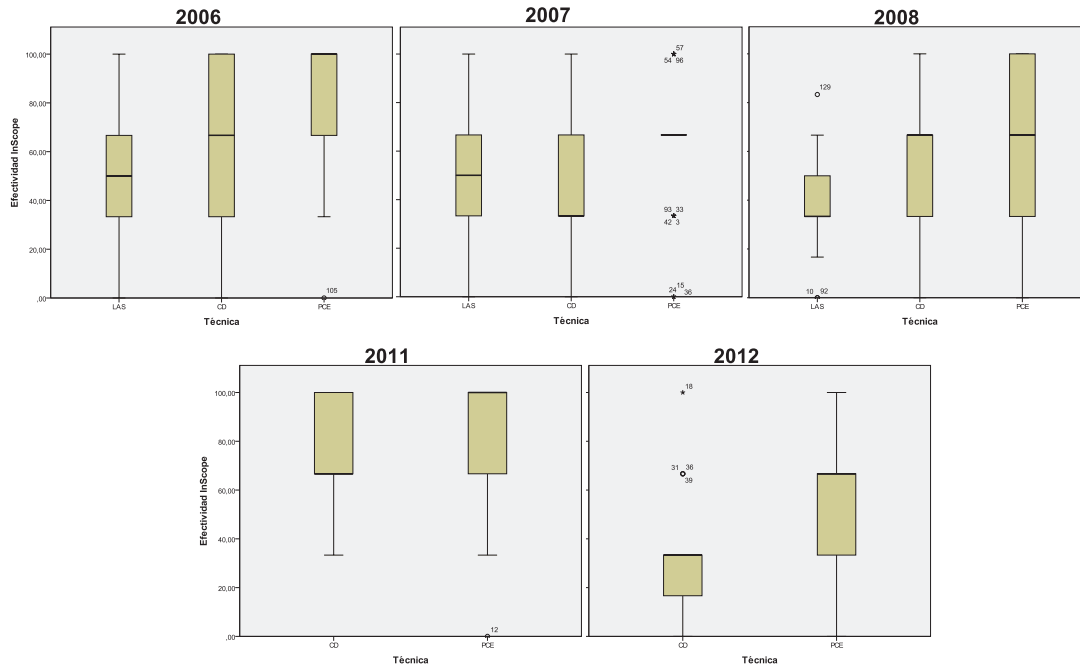 2006
2007
2008
Efectividad InScope
100,00
80,00
60,00
40,00
20,00
,00
105
LAS
CD
PCE
Tècnica
57
54 96
93 33
42 3
15
24 36
LAS
CD
PCE
Tècnica
129
10 92
LAS
CD
PCE
Tècnica
2011
2012
Efectividad InScope
100,00
80,00
60,00
40,00
20,00
,00
12
CD
PCE
Tècnica
18
31 36
39
CD
PCE
Tècnica